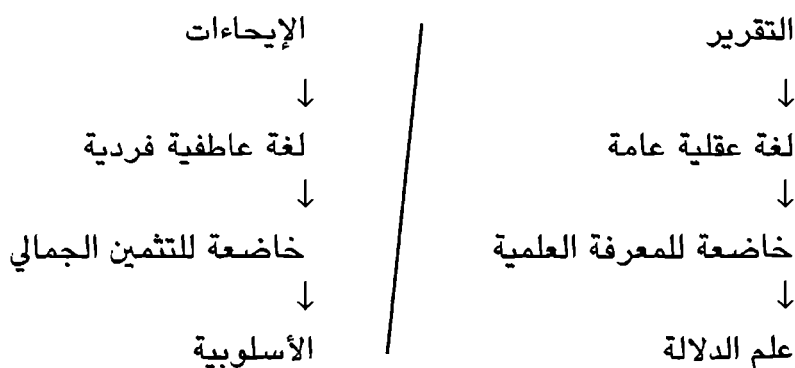 التقرير / الإيحاءات
↓ ↓
لغة عقلية عامة لغة عاطفية فردية
↓ ↓
خاضعة للمعرفة العلمية خاضعة للتثمين الجمالي
↓ ↓
علم الدلالة الأسلوبية